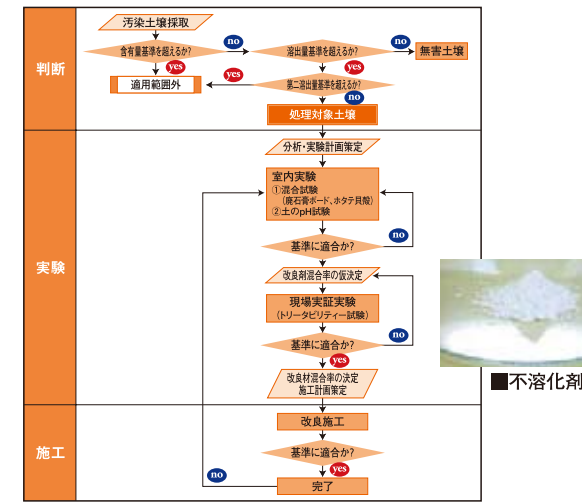 判断
汚染土壌採取
含有量基準を超えるか?
no
溶出量基準を超えるか?
no
無害土壌
yes
yes
適用範囲外
yes
第二溶出量基準を超えるか?
no
処理対象土壌
実験
分析・実験計画策定
室内実験
①混合試験
(廃石膏ボード、ホタテ貝殻)
②土のpH試験
no
基準に適合か?
改良剤混合率の仮決定
現場実証実験
(トリータビリティー試験)
no
基準に適合か?
yes
改良材混合率の決定
施工計画策定
■不溶化剤
施工
改良施工
基準に適合か?
no
yes
完了